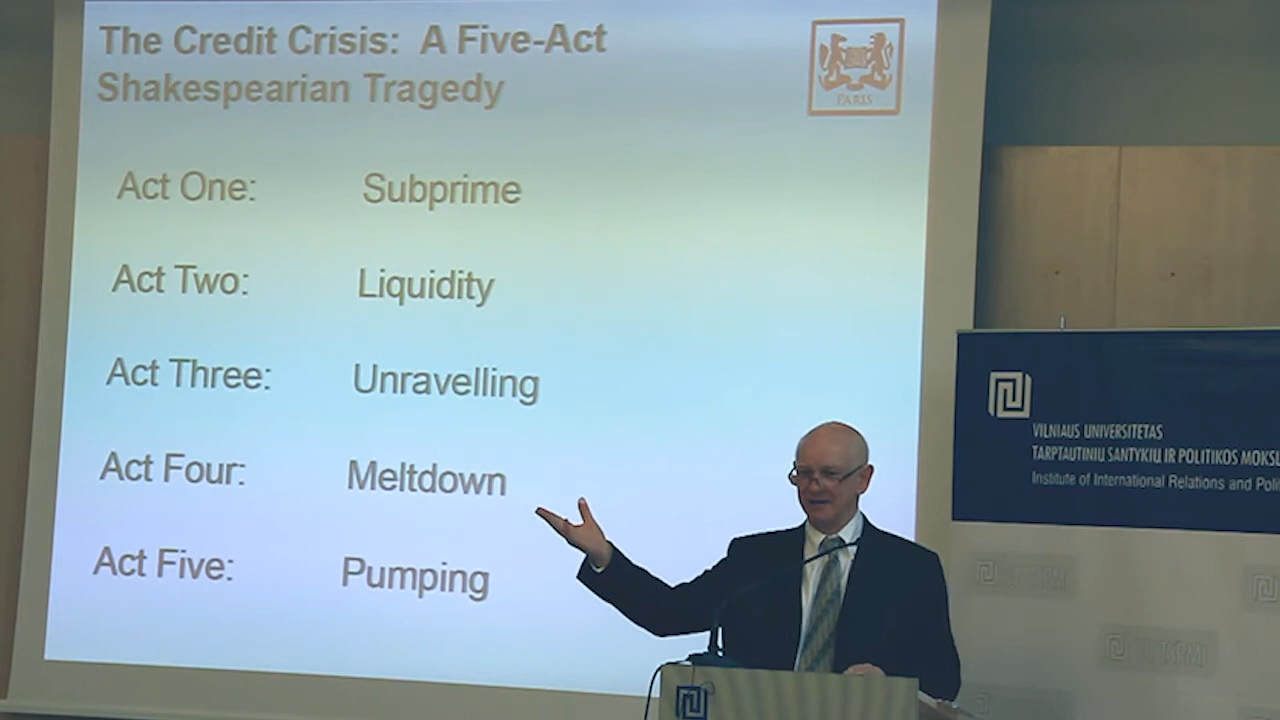 The Credit Crisis: A Five-Act
Shakespearian Tragedy
PARIS
Act One: Subprime
Act Two: Liquidity
Act Three: Unravelling
Act Four: Meltdown
Act Five: Pumping
VILNIAUS UNIVERSITETAS
TARPTAUTINIŲ SANTYKIŲ IR POLITIKOS MOKSL
Institute of International Relations and Poli